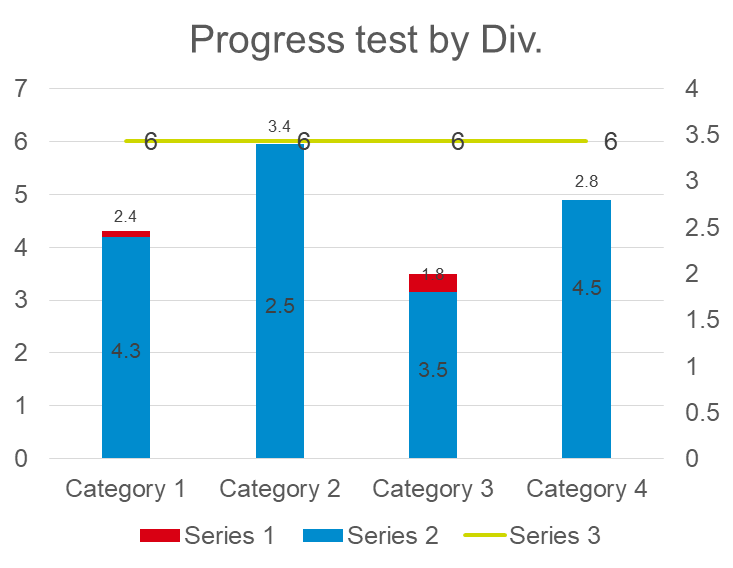 Progress test by Div.
7 4
6 3.5
5 3
4 2.5
3 2
2 1.5
1 1
0 0.5
0
3.4
6 6 6 6
2.8
2.4
1.8
4.3 2.5 3.5 4.5
Category 1 Category 2 Category 3 Category 4
Series 1 Series 2 Series 3